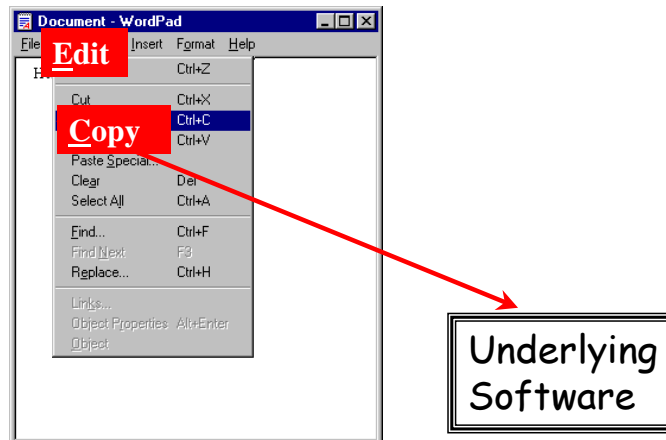 Document - WordPad
File Edit Insert Format Help
H
Ctrl+Z
Cut Ctrl+X
Copy Ctrl+C
Ctrl+V
Paste Special...
Clear Del
Select All Ctrl+A
Find... Ctrl+F
Find Next F3
Replace... Ctrl+H
Links...
Object Properties Alt+Enter
Object
Underlying
Software